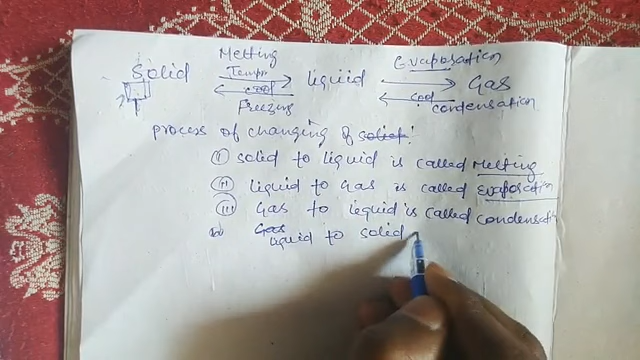 Melting Evaporation
Solid Tempr liquid Gas
cool cool
Freezing condensation
process of changing of solid:
(i) solid to liquid is called Melting
(ii) liquid to Gas is called Evaporation
(iii) Gas to liquid is called condensati
(iv) Gas
liquid to solid